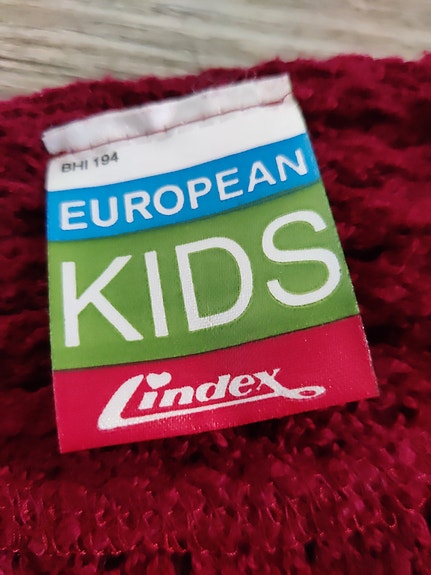 BHI 194
EUROPEAN
KIDS
Lindex